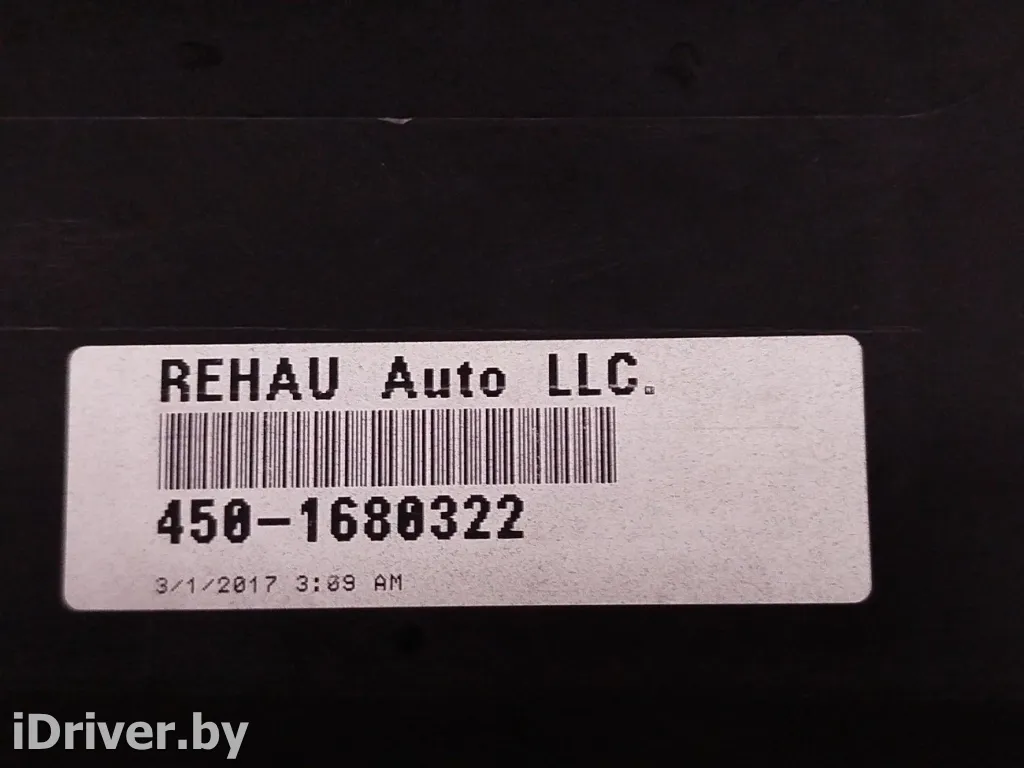 REHAU Auto LLC.
450-1680322
3/1/2017 3:09 AM
iDriver.by